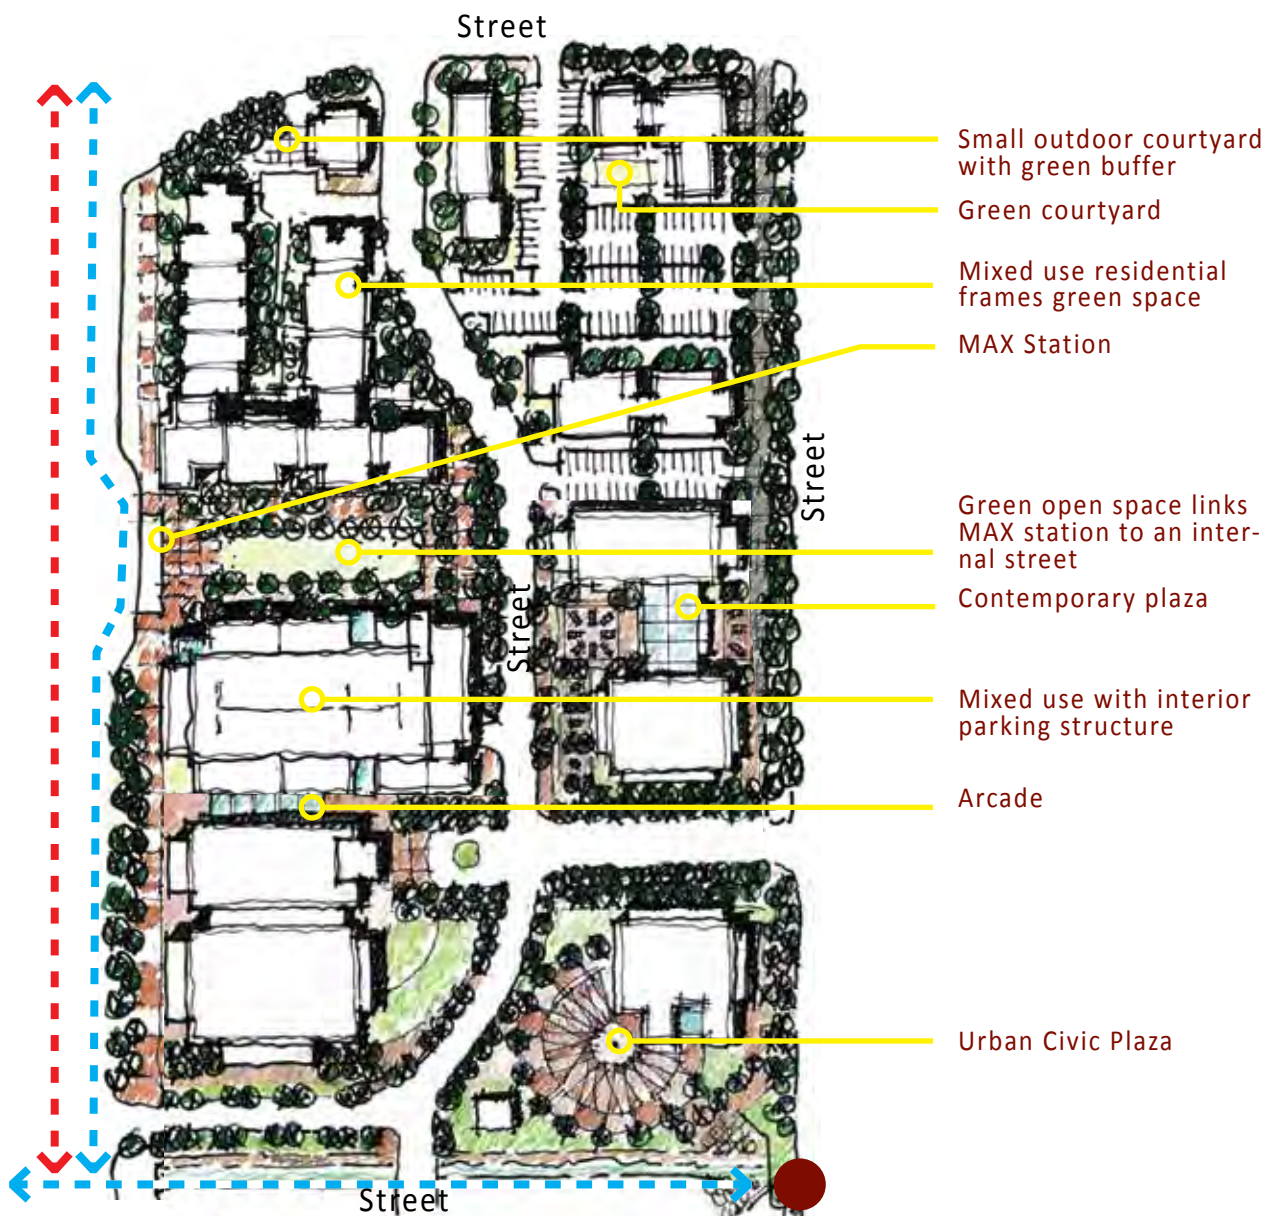 Street
Small outdoor courtyard
with green buffer
Green courtyard
Mixed use residential
frames green space
MAX Station
Street
Green open space links
MAX station to an inter-
nal street
Contemporary plaza
Street
Mixed use with interior
parking structure
Arcade
Urban Civic Plaza
Street